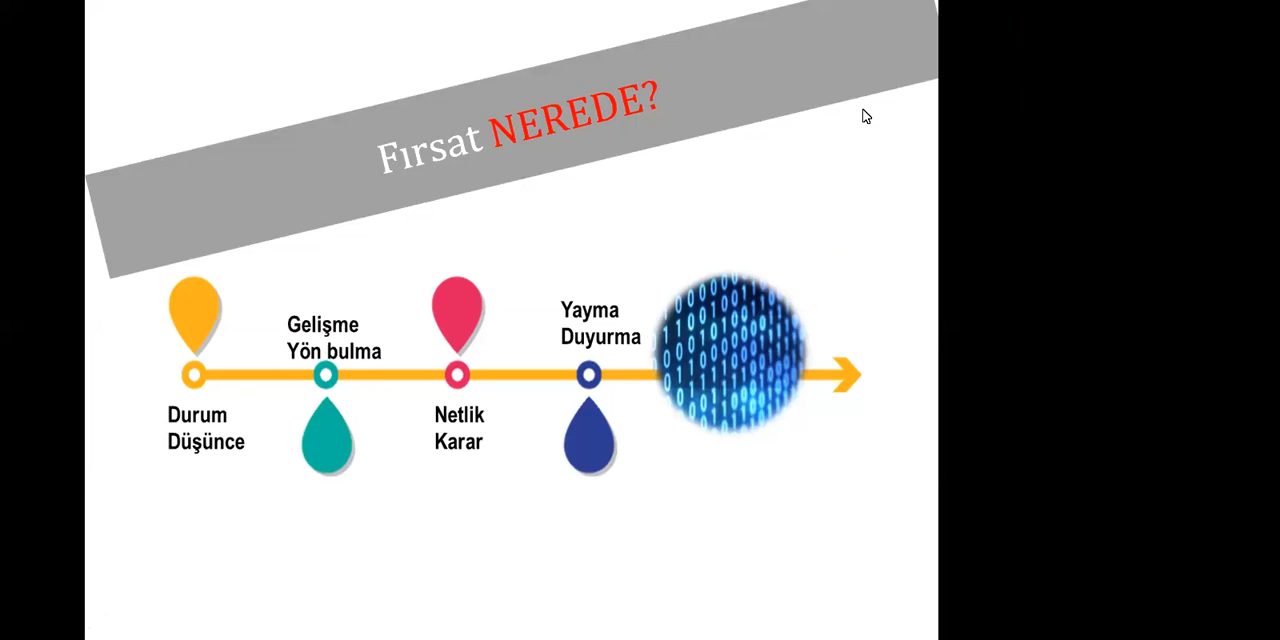 Fırsat NEREDE?
Durum
Düşünce
Gelişme
Yön bulma
Netlik
Karar
Yayma
Duyurma